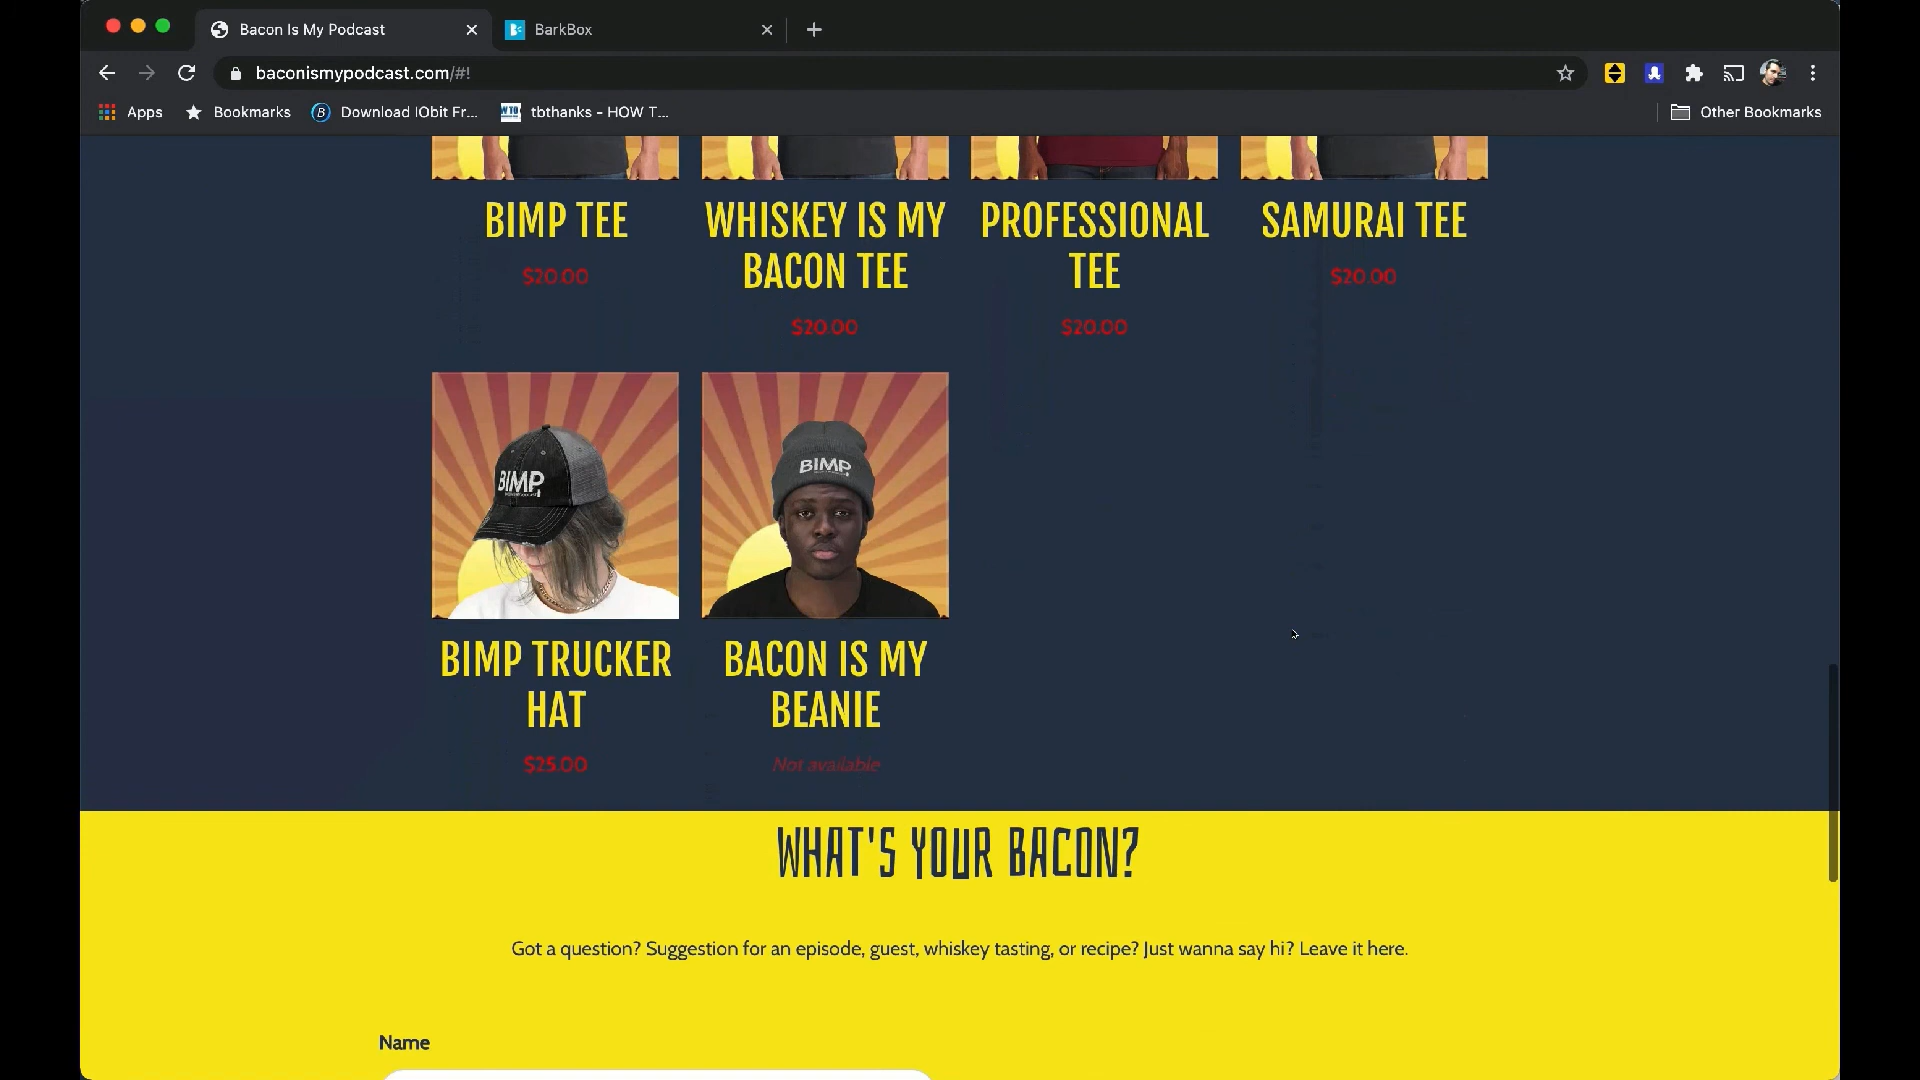 Bacon Is My Podcast
BarkBox
baconismypodcast.com/#!
Apps
Bookmarks
Download IObit Fr...
tbthanks - HOW T...
Other Bookmarks
BIMP TEE
$20.00
WHISKEY IS MY
BACON TEE
$20.00
PROFESSIONAL
TEE
$20.00
SAMURAI TEE
$20.00
BIMP
BIMP
BIMP TRUCKER
HAT
$25.00
BACON IS MY
BEANIE
Not available
WHAT'S YOUR BACON?
Got a question? Suggestion for an episode, guest, whiskey tasting, or recipe? Just wanna say hi? Leave it here.
Name